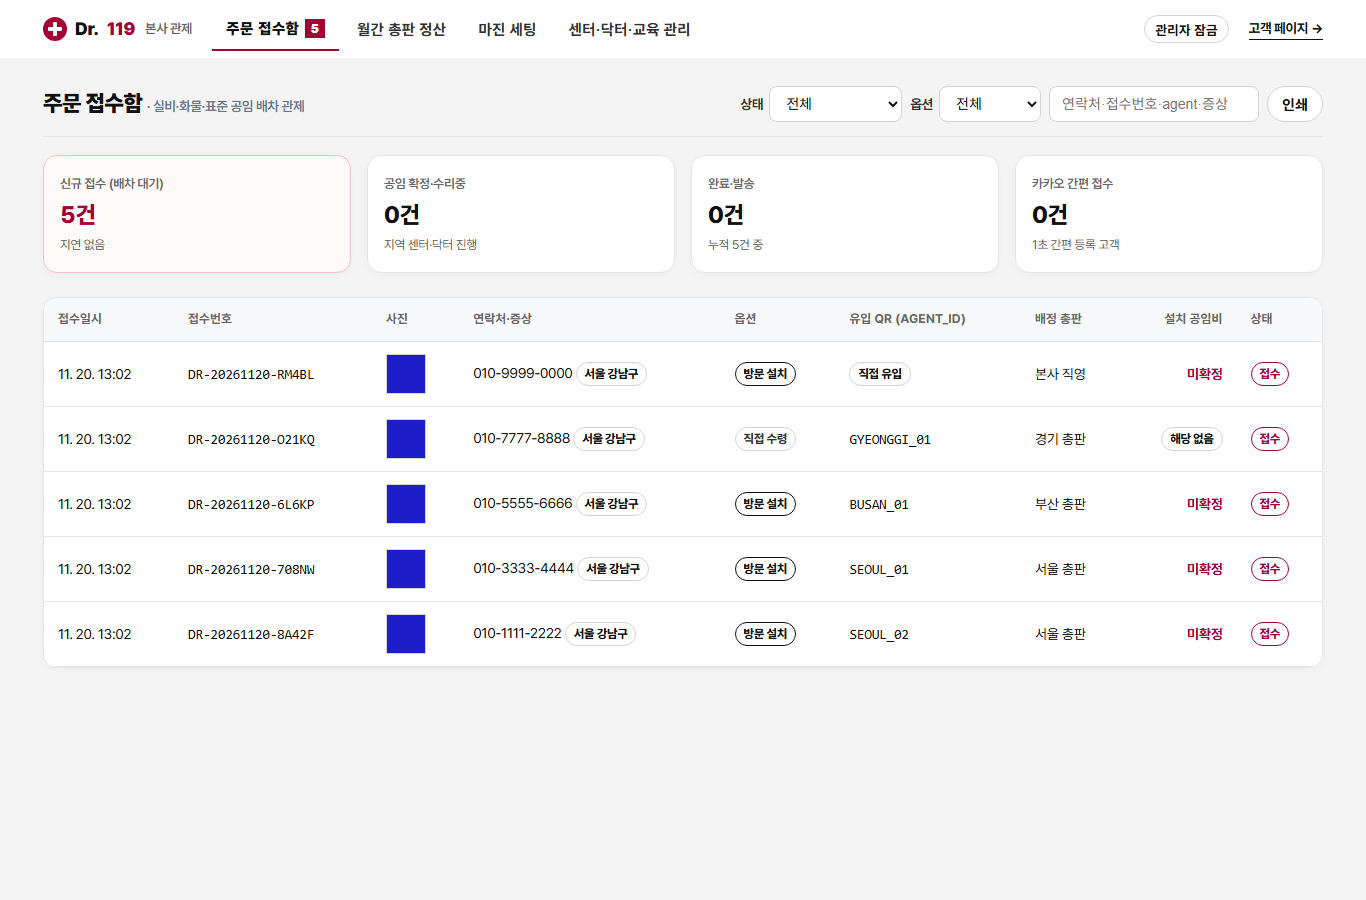 Dr. 119 본사 관제 주문 접수함 5 월간 총판 정산 마진 세팅 센터·닥터·교육 관리 관리자 잠금 고객 페이지 →
주문 접수함 · 실비·화물·표준 공임 배차 관제 상태 전체 옵션 전체 연락처·접수번호·agent·증상 인쇄
신규 접수 (배차 대기) 공임 확정·수리중 완료·발송 카카오 간편 접수
5건 0건 0건 0건
지연 없음 지역 센터·닥터 진행 누적 5건 중 1초 간편 등록 고객
접수일시 접수번호 사진 연락처·증상 옵션 유입 QR (AGENT_ID) 배정 총판 설치 공임비 상태
11. 20. 13:02 DR-20261120-RM4BL 010-9999-0000 서울 강남구 방문 설치 직접 유입 본사 직영 미확정 접수
11. 20. 13:02 DR-20261120-O21KQ 010-7777-8888 서울 강남구 직접 수령 GYEONGGI_01 경기 총판 해당 없음 접수
11. 20. 13:02 DR-20261120-6L6KP 010-5555-6666 서울 강남구 방문 설치 BUSAN_01 부산 총판 미확정 접수
11. 20. 13:02 DR-20261120-708NW 010-3333-4444 서울 강남구 방문 설치 SEOUL_01 서울 총판 미확정 접수
11. 20. 13:02 DR-20261120-8A42F 010-1111-2222 서울 강남구 방문 설치 SEOUL_02 서울 총판 미확정 접수